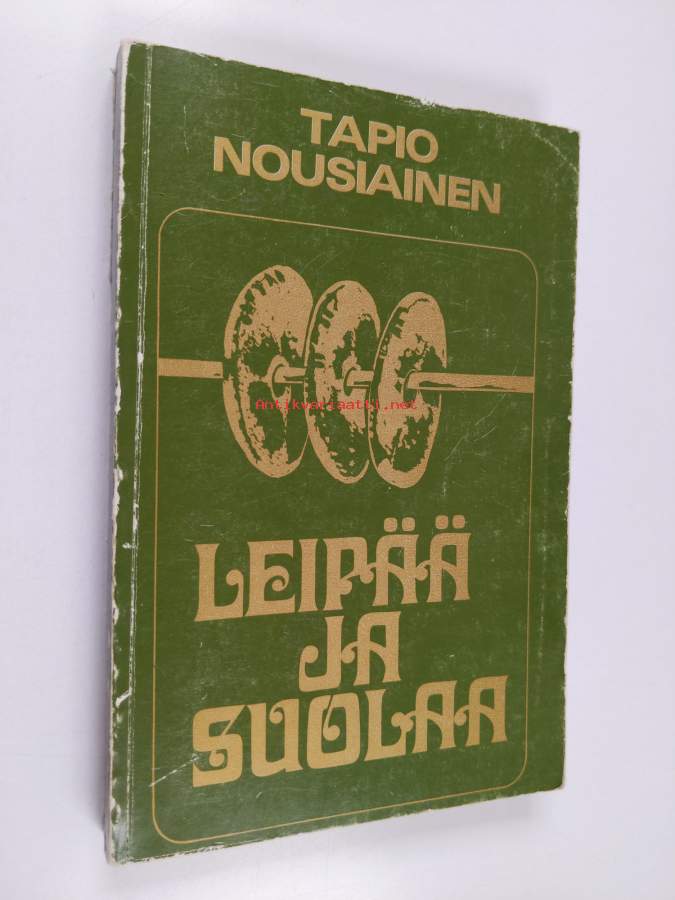 TAPIO
NOUSIAINEN
Antikvariaatti.net
LEIPÄÄ
JA
SUOLAA